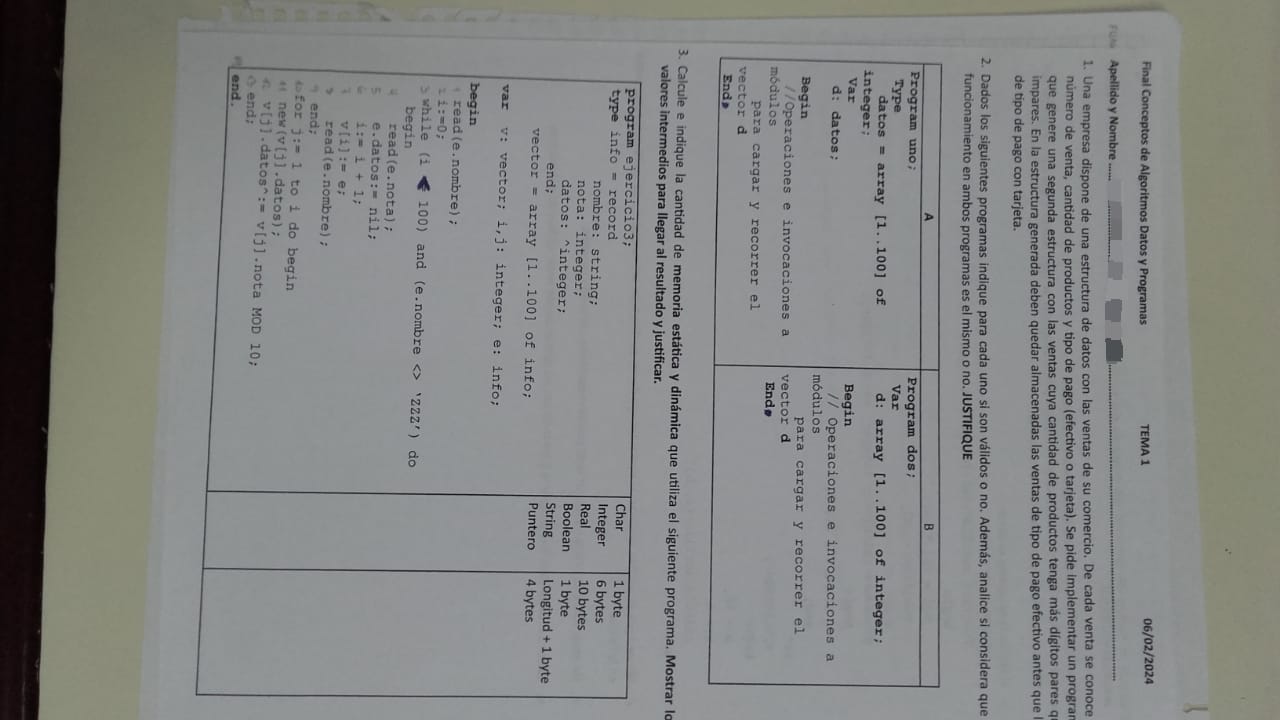 Final Conceptos de Algoritmos Datos y Programas TEMA 1 06/02/2024
Apellido y Nombre
1. Una empresa dispone de una estructura de datos con las ventas de su comercio. De cada venta se conoce
número de venta, cantidad de productos y tipo de pago (efectivo o tarjeta). Se pide implementar un
que genere una segunda estructura con las ventas cuya cantidad de productos tenga más dígitos pares
impares. En la estructura generada deben quedar almacenadas las ventas de tipo de pago efectivo antes que
de tipo de pago con tarjeta.
2. Dados los siguientes programas indique para cada uno si son válidos o no. Además, analice si considera que
funcionamiento en ambos programas es el mismo o no. JUSTIFIQUE
A
Program uno;
Type
datos = array [1..100] of
integer;
Var
d: datos;
Begin
//Operaciones e invocaciones a
módulos
para cargar y recorrer el
vector d
End.
B
Program dos;
Var
d: array [1..100] of integer;
Begin
// Operaciones e invocaciones a
módulos
para cargar y recorrer el
vector d
End.
3. Calcule e indique la cantidad de memoria estática y dinámica que utiliza el siguiente programa. Mostrar
valores intermedios para llegar al resultado y justificar.
program ejercicio3;
type info = record
nombre: string;
nota: integer;
datos: ^integer;
end;
vector = array [1..100] of info;
var v: vector; i,j: integer; e: info;
begin
1 read(e.nombre);
2 i:=0;
3 while (i < 100) and (e.nombre <> 'ZZZ') do
begin
4 read(e.nota);
5 e.datos:= nil;
6 i:= i + 1;
7 v[i]:= e;
read(e.nombre);
9 end;
10 for j:= 1 to i do begin
11 new(v[j].datos);
12 v[j].datos^:= v[j].nota MOD 10;
end;
end.
Char 1 byte
Integer 6 bytes
Real 10 bytes
Boolean 1 byte
String Longitud + 1 byte
Puntero 4 bytes